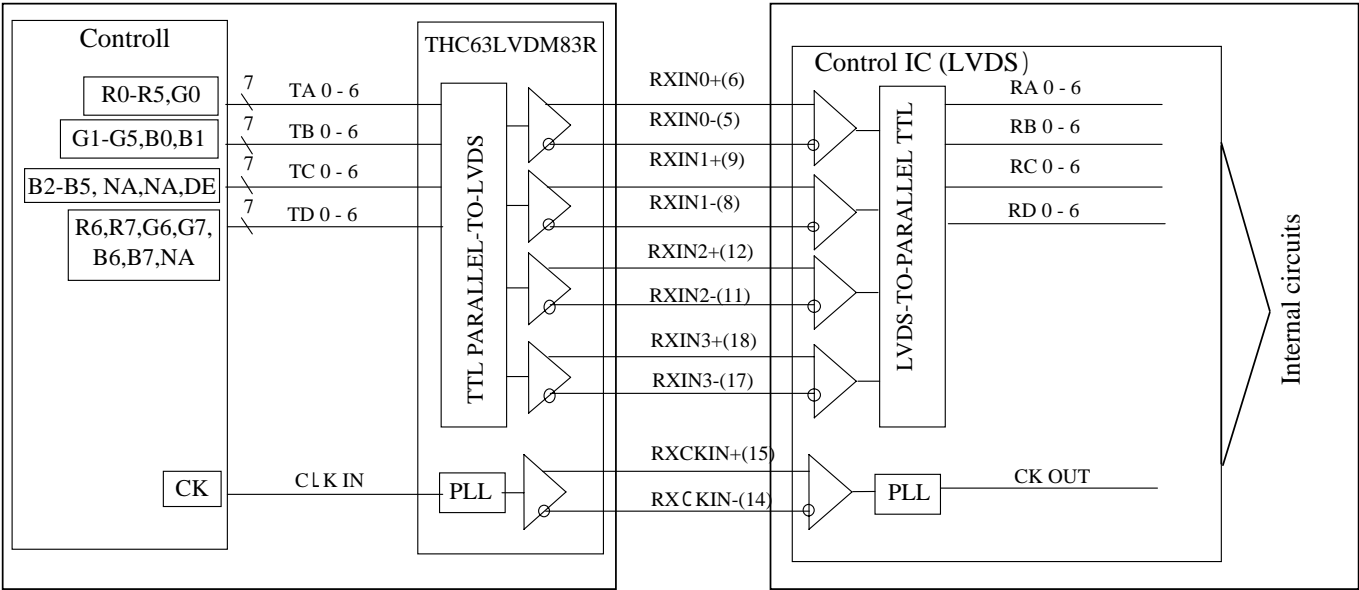 Controll
R0-R5,G0
G1-G5,B0,B1
B2-B5, NA,NA,DE
R6,R7,G6,G7,
B6,B7,NA
CK
7
TA 0 - 6
7
TB 0 - 6
7
TC 0 - 6
7
TD 0 - 6
CLK IN
THC63LVDM83R
TTL PARALLEL-TO-LVDS
PLL
RXIN0+(6)
RXIN0-(5)
RXIN1+(9)
RXIN1-(8)
RXIN2+(12)
RXIN2-(11)
RXIN3+(18)
RXIN3-(17)
RXCKIN+(15)
RXCKIN-(14)
Control IC (LVDS)
LVDS-TO-PARALLEL TTL
PLL
RA 0 - 6
RB 0 - 6
RC 0 - 6
RD 0 - 6
CK OUT
Internal circuits